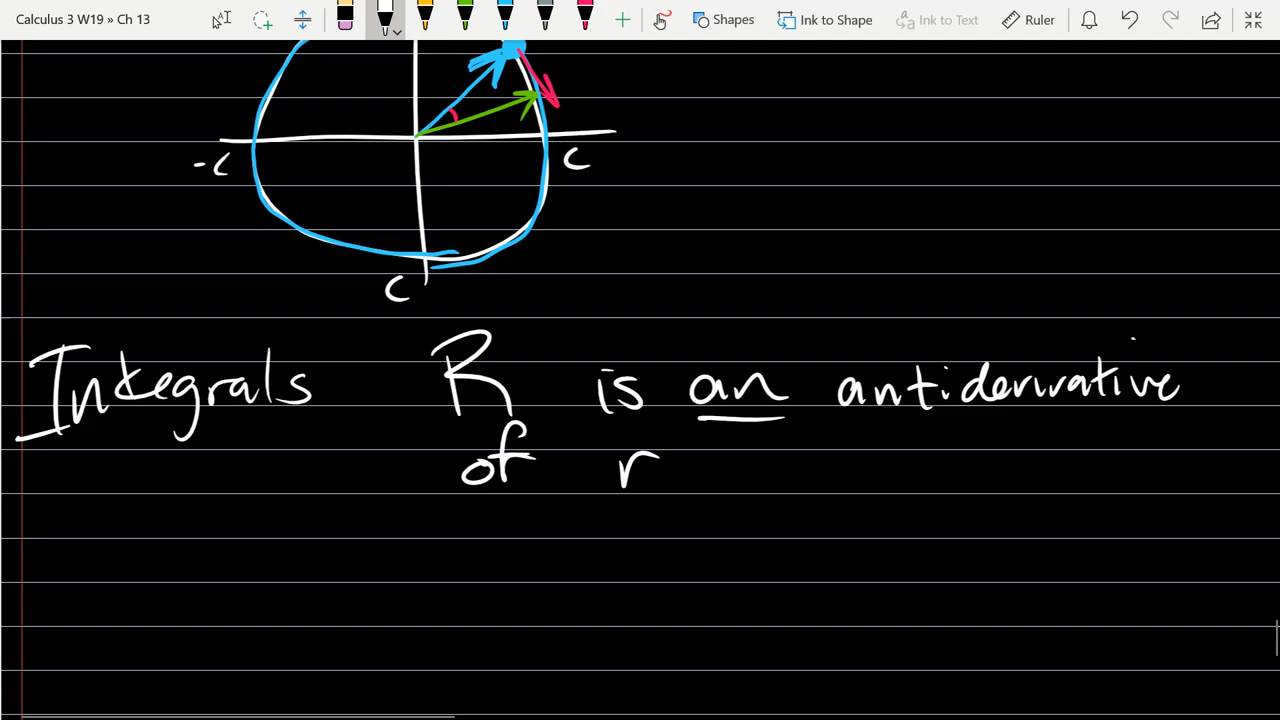 Calculus 3 W19 » Ch 13
Shapes
Ink to Shape
Ink to Text
Ruler
-C
C
C
Integrals R is an antiderivative
of r